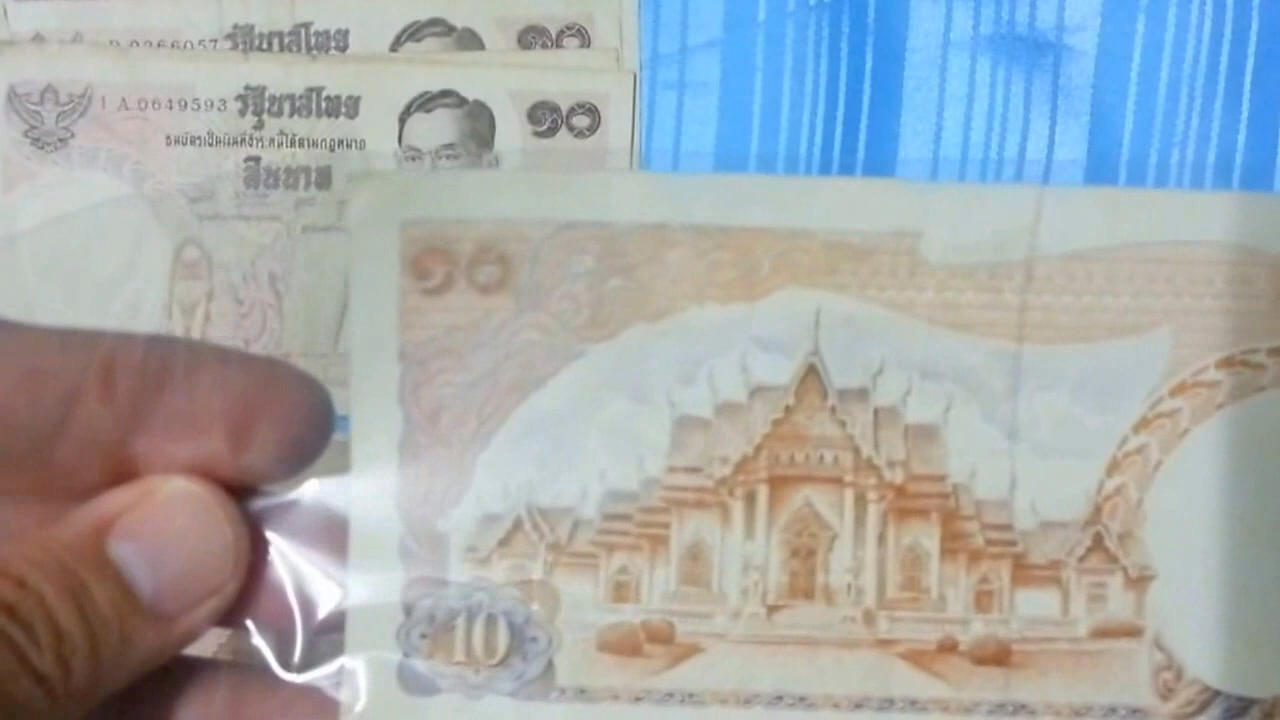 รัฐบาลไทย ๑๐
1 A.0649593 รัฐบาลไทย ๑๐
ธนบัตรเป็นเงินที่ชำระหนี้ได้ตามกฎหมาย
สิบบาท
๑๐
10